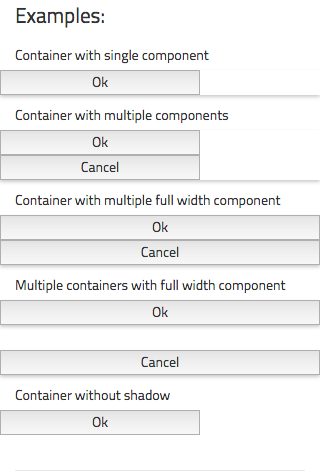 Examples:
Container with single component
Ok
Container with multiple components
Ok
Cancel
Container with multiple full width component
Ok
Cancel
Multiple containers with full width component
Ok
Cancel
Container without shadow
Ok